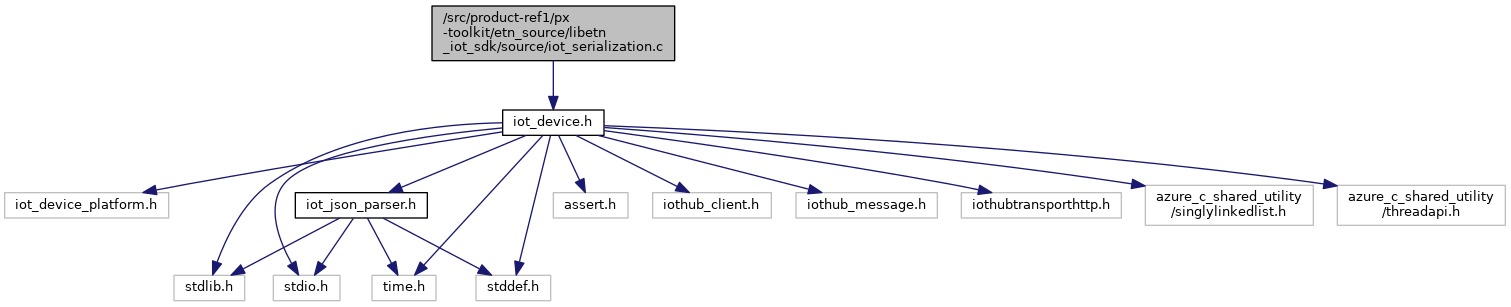 /src/product-ref1/px
-toolkit/etn_source/libetn
_iot_sdk/source/iot_serialization.c
iot_device.h
iot_device_platform.h
iot_json_parser.h
assert.h
iothub_client.h
iothub_message.h
iothubtransporthttp.h
azure_c_shared_utility
/singlylinkedlist.h
azure_c_shared_utility
/threadapi.h
stdlib.h
stdio.h
time.h
stddef.h